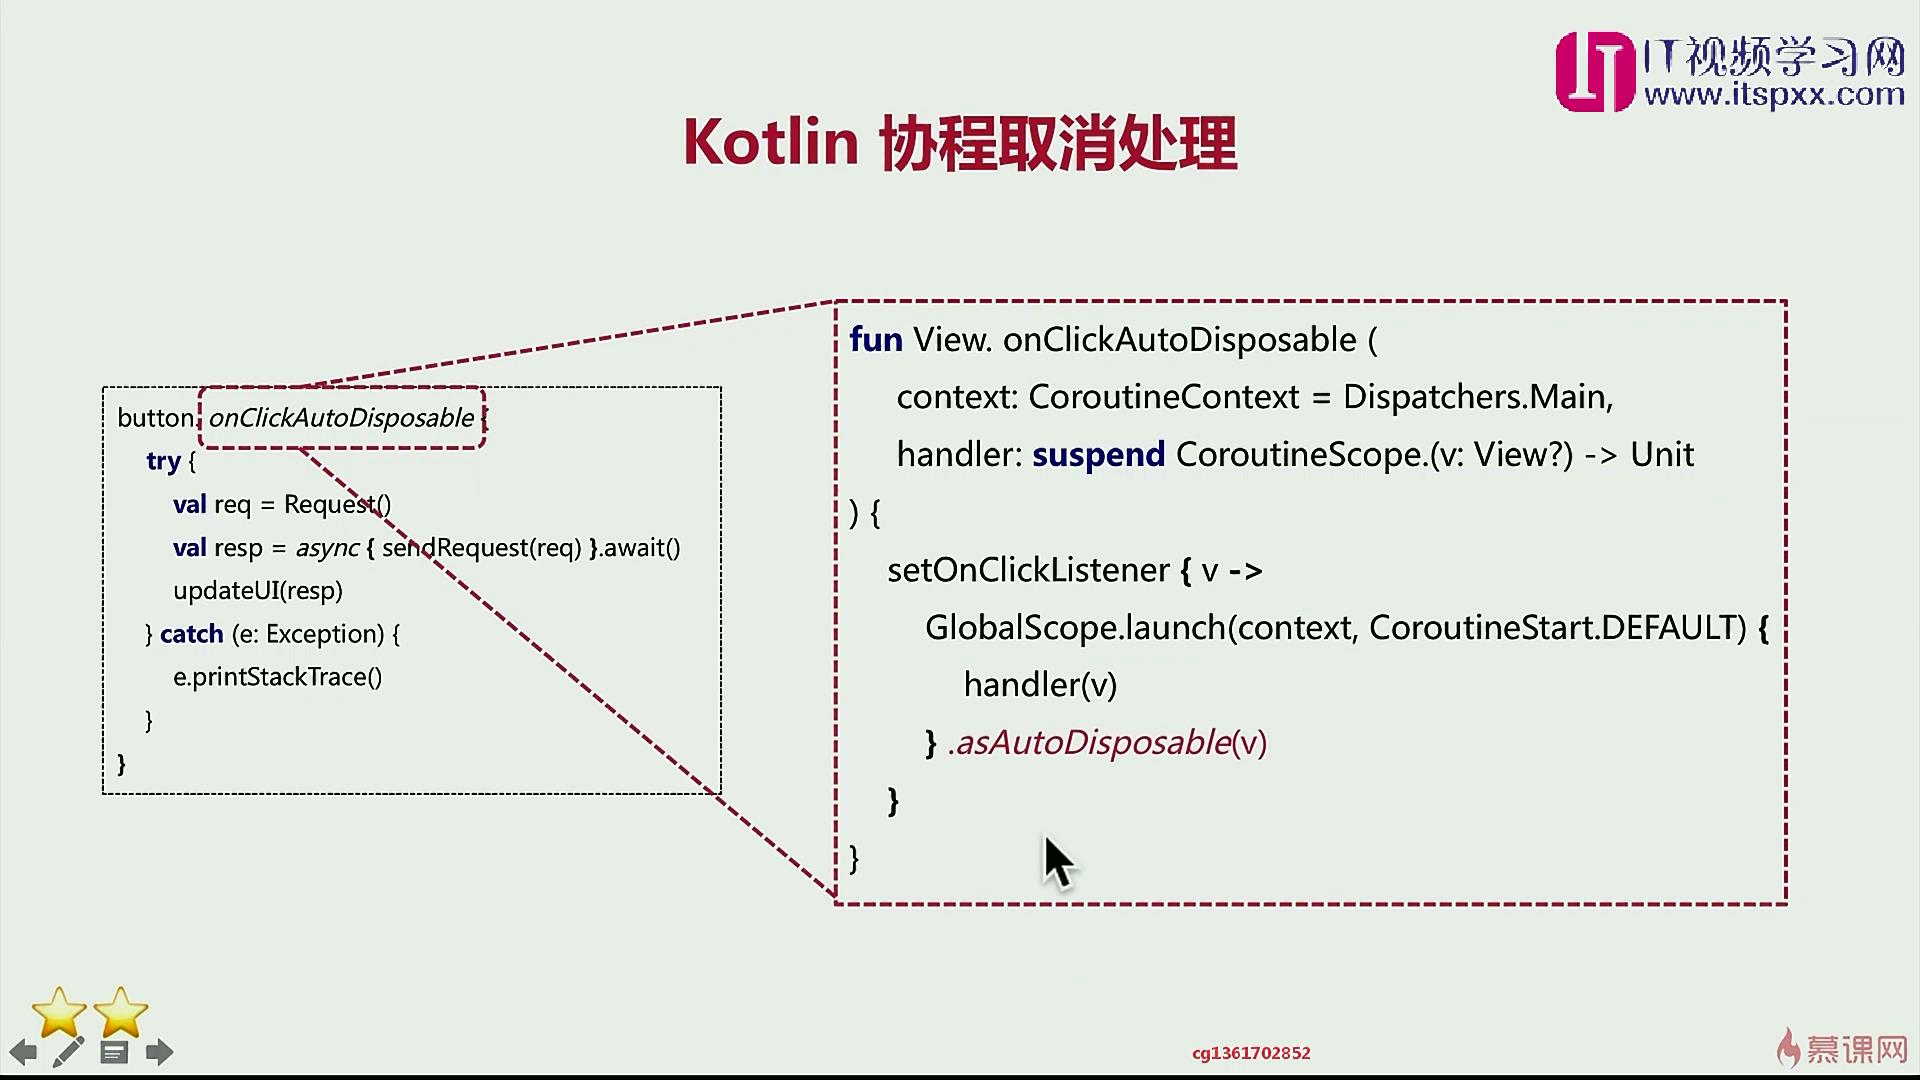 IT视频学习网
www.itspxx.com
Kotlin 协程取消处理
button. onClickAutoDisposable {
try {
val req = Request()
val resp = async { sendRequest(req) }.await()
updateUI(resp)
} catch (e: Exception) {
e.printStackTrace()
}
}
fun View. onClickAutoDisposable (
context: CoroutineContext = Dispatchers.Main,
handler: suspend CoroutineScope.(v: View?) -> Unit
) {
setOnClickListener { v ->
GlobalScope.launch(context, CoroutineStart.DEFAULT) {
handler(v)
} .asAutoDisposable(v)
}
}
cg1361702852
慕课网